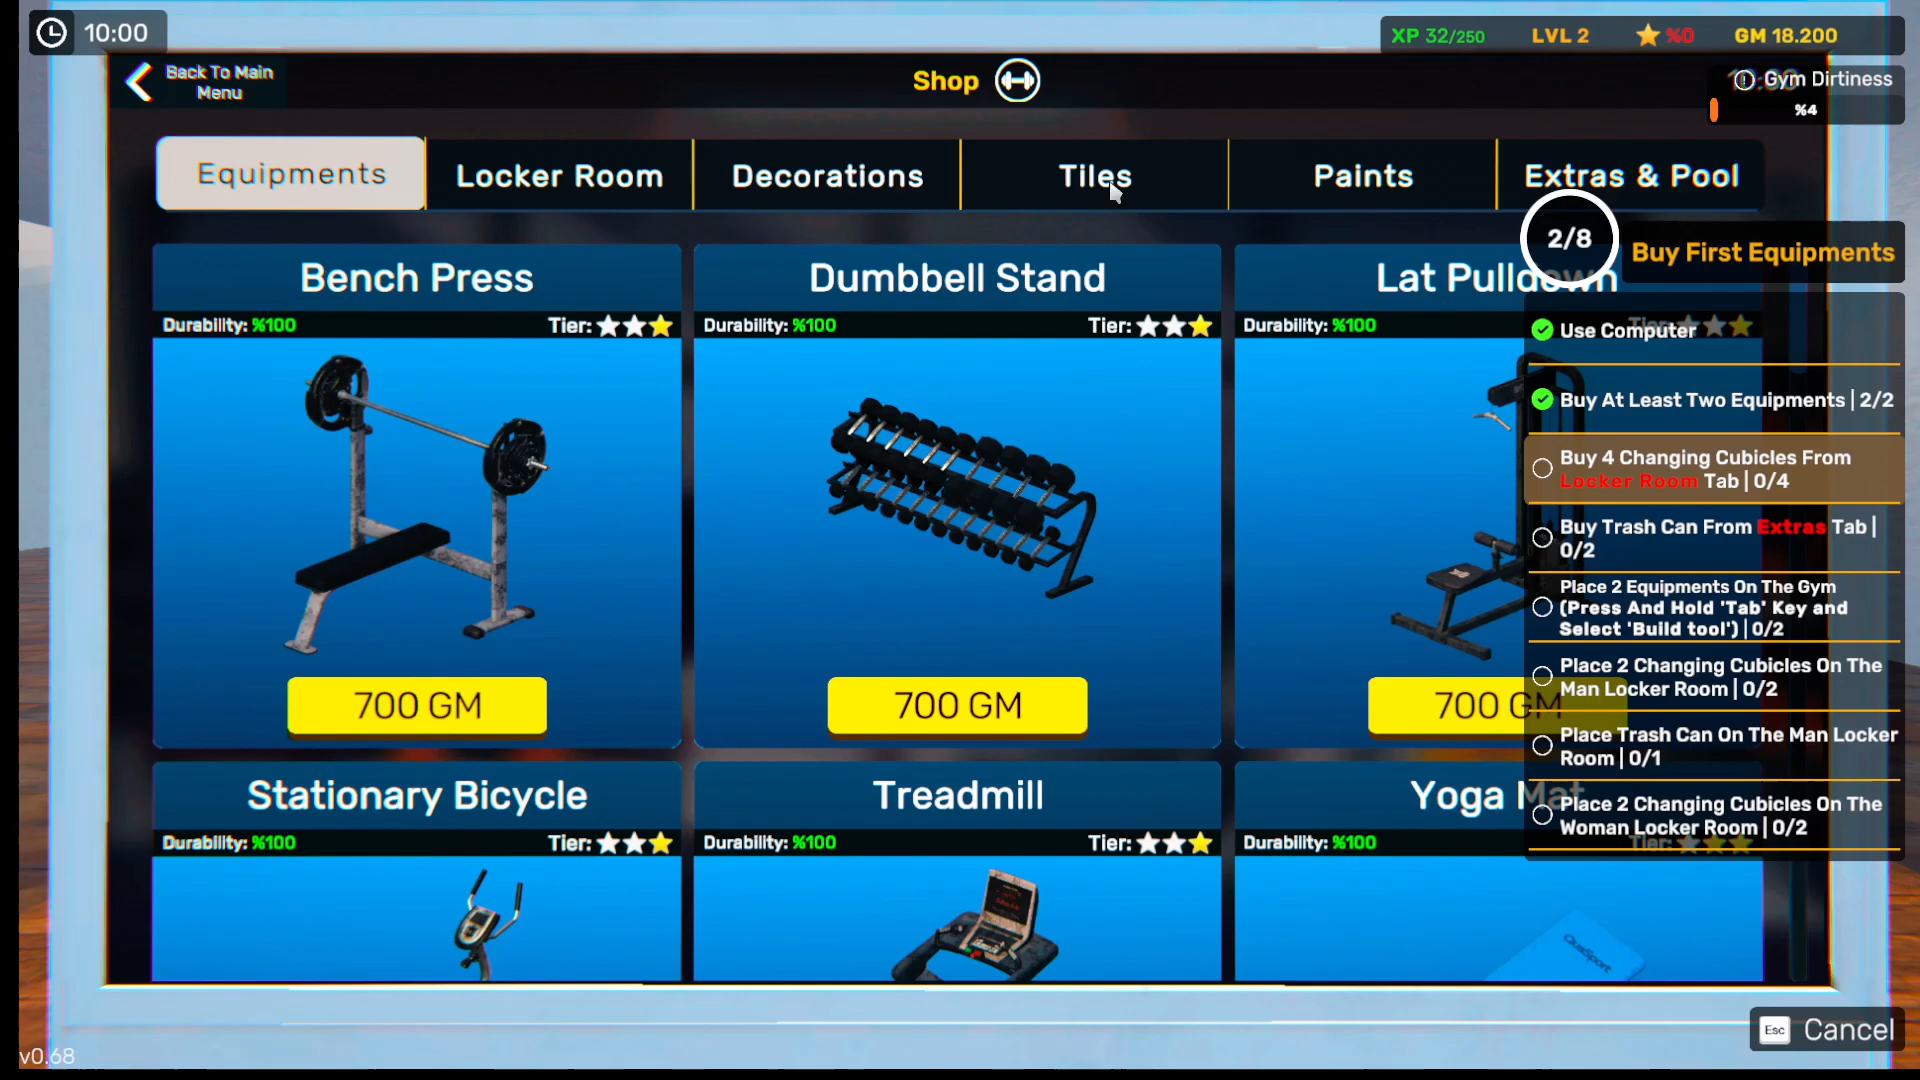 10:00
XP 32/250
LVL 2
%0
GM 18.200
Back To Main
Menu
Shop
Gym Dirtiness
%4
Equipments
Locker Room
Decorations
Tiles
Paints
Extras & Pool
2/8
Buy First Equipments
Bench Press
Durability: %100
Tier:
700 GM
Dumbbell Stand
Durability: %100
Tier:
700 GM
Lat Pulldown
Durability: %100
Tier:
700 GM
Use Computer
Buy At Least Two Equipments | 2/2
Buy 4 Changing Cubicles From
Locker Room Tab | 0/4
Buy Trash Can From Extras Tab |
0/2
Place 2 Equipments On The Gym
(Press And Hold 'Tab' Key and
Select 'Build tool') | 0/2
Place 2 Changing Cubicles On The
Man Locker Room | 0/2
Place Trash Can On The Man Locker
Room | 0/1
Place 2 Changing Cubicles On The
Woman Locker Room | 0/2
Stationary Bicycle
Durability: %100
Tier:
Treadmill
Durability: %100
Tier:
Yoga Mat
Durability: %100
Tier:
Esc
Cancel
v0.68